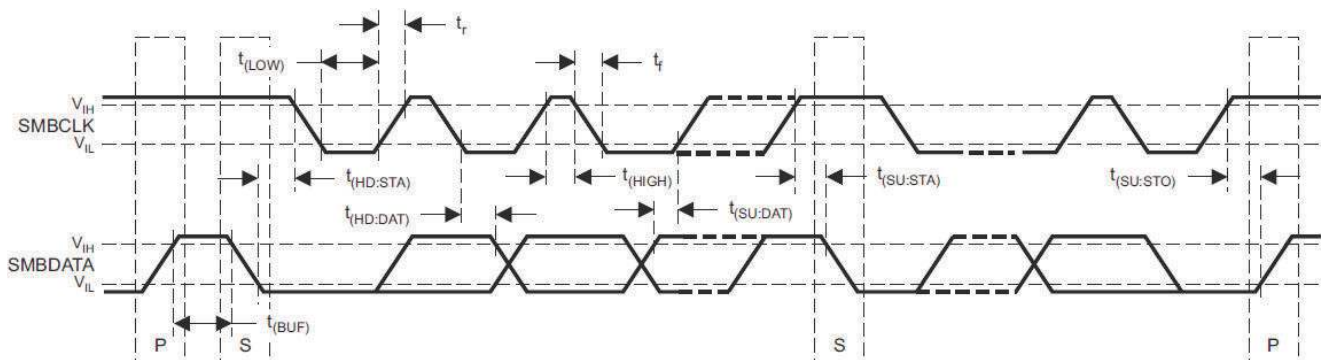 t_r
t_(LOW)
t_f
V_IH
SMBCLK
V_IL
t_(HD:STA)
t_(HIGH)
t_(SU:STA)
t_(SU:STO)
t_(HD:DAT)
t_(SU:DAT)
V_IH
SMBDATA
V_IL
t_(BUF)
P S S P